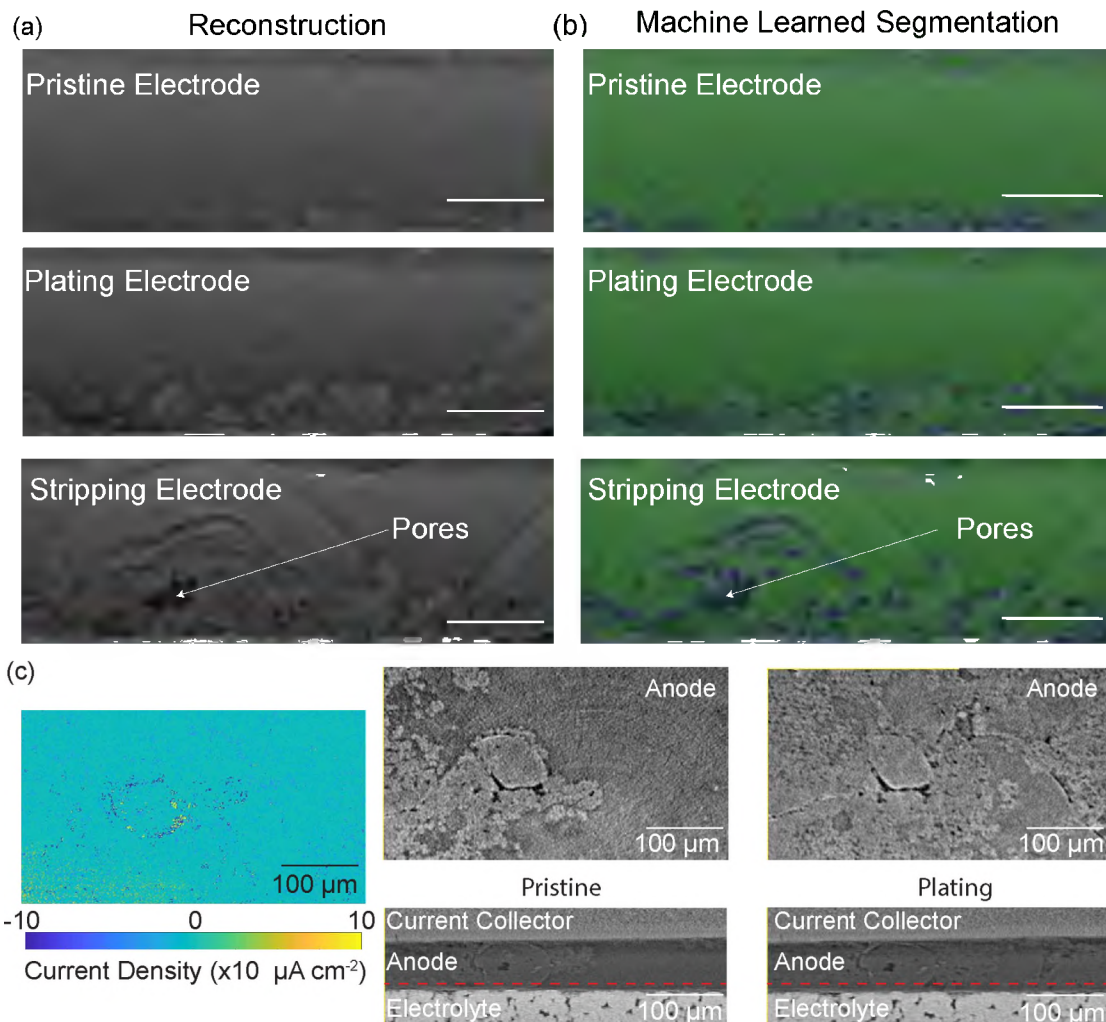 (a) Reconstruction
(b) Machine Learned Segmentation
Pristine Electrode
Pristine Electrode
Plating Electrode
Plating Electrode
Stripping Electrode
Pores
Stripping Electrode
Pores
(c)
100 µm
-10 0 10
Current Density (x10 µA cm-2)
Anode
100 µm
Anode
100 µm
Pristine
Plating
Current Collector
Anode
100 µm
Electrolyte
Current Collector
Anode
100 µm
Electrolyte